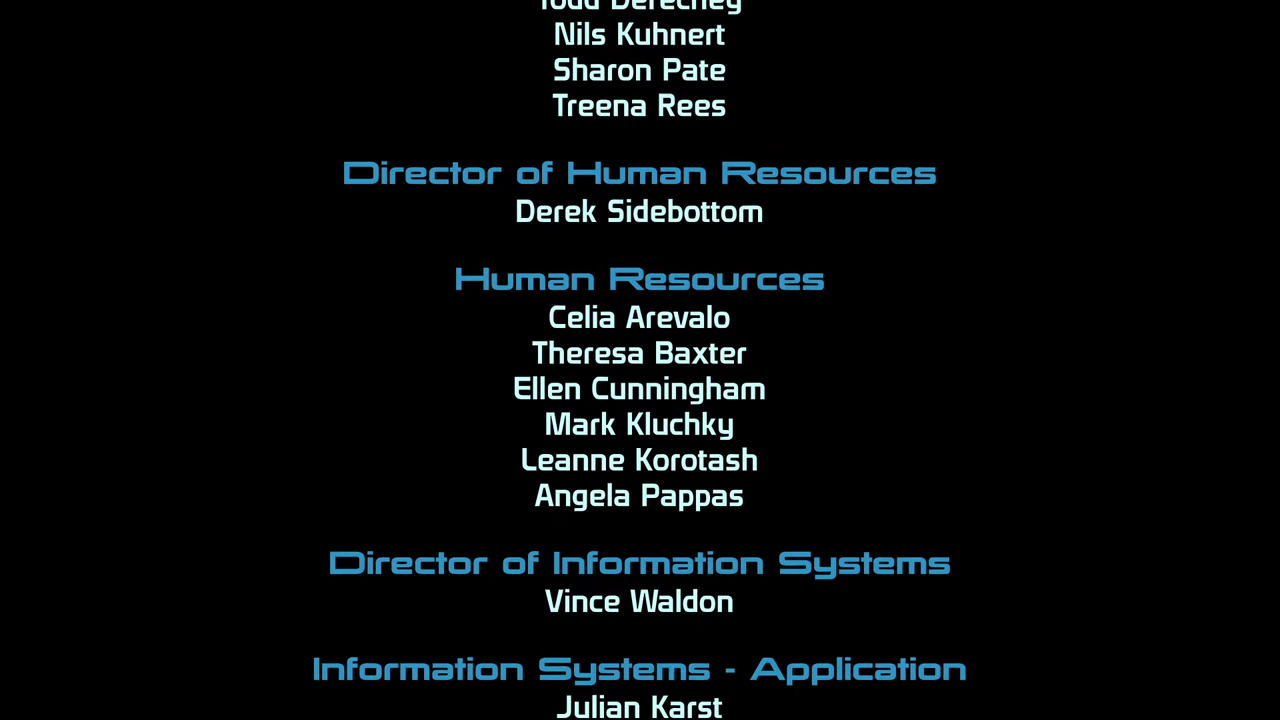 Nils Kuhnert
Sharon Pate
Treena Rees
Director of Human Resources
Derek Sidebottom
Human Resources
Celia Arevalo
Theresa Baxter
Ellen Cunningham
Mark Kluchky
Leanne Korotash
Angela Pappas
Director of Information Systems
Vince Waldon
Information Systems - Application
Julian Karst